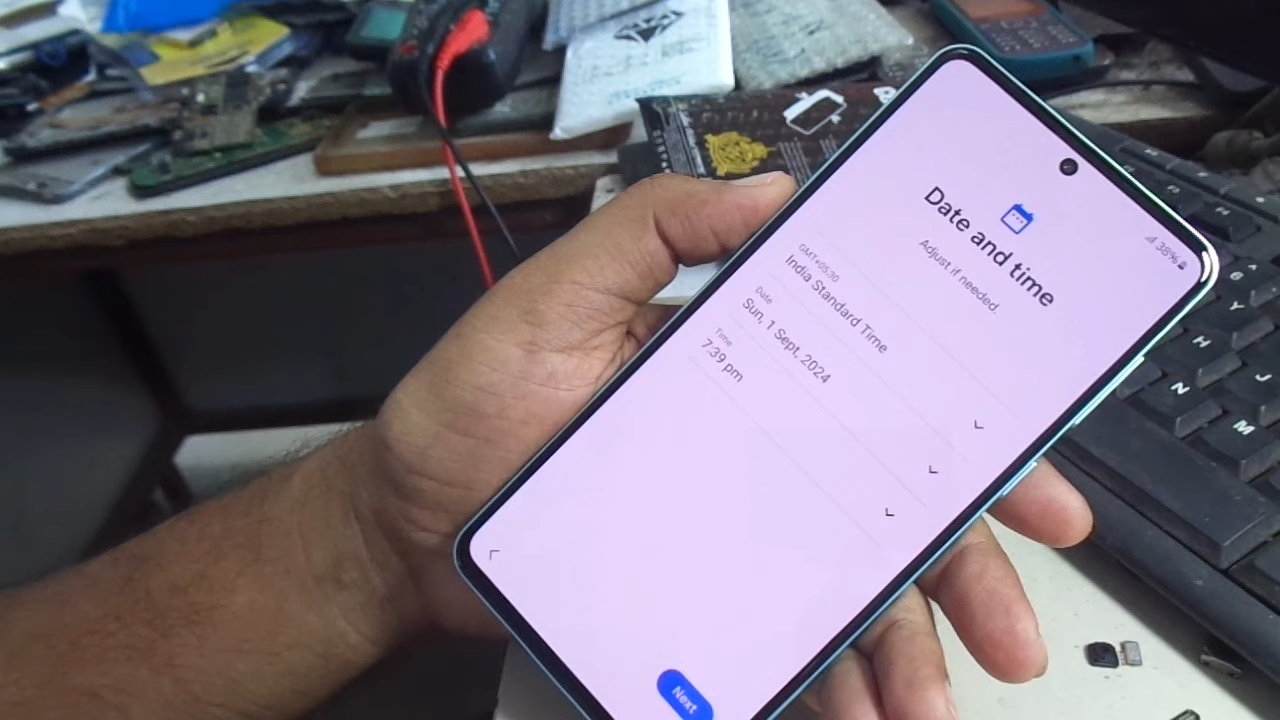 38%
Date and time
Adjust if needed.
GMT+05:30
India Standard Time
Date
Sun, 1 Sept, 2024
Time
7:39 pm
Next
G
Y
H
N
J
M